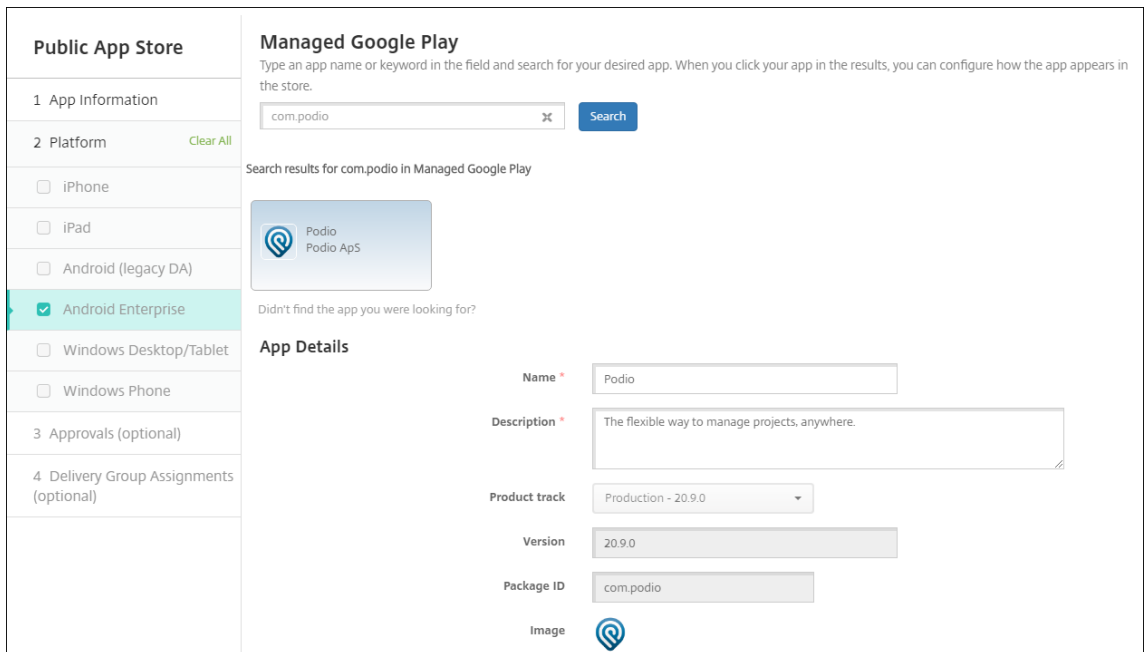 Public App Store
1 App Information
2 Platform
Clear All
iPhone
iPad
Android (legacy DA)
Android Enterprise
Windows Desktop/Tablet
Windows Phone
3 Approvals (optional)
4 Delivery Group Assignments
(optional)
Managed Google Play
Type an app name or keyword in the field and search for your desired app. When you click your app in the results, you can configure how the app appears in
the store.
com.podio
Search
Search results for com.podio in Managed Google Play
Podio
Podio ApS
Didn't find the app you were looking for?
App Details
Name *
Podio
Description *
The flexible way to manage projects, anywhere.
Product track
Production - 20.9.0
Version
20.9.0
Package ID
com.podio
Image